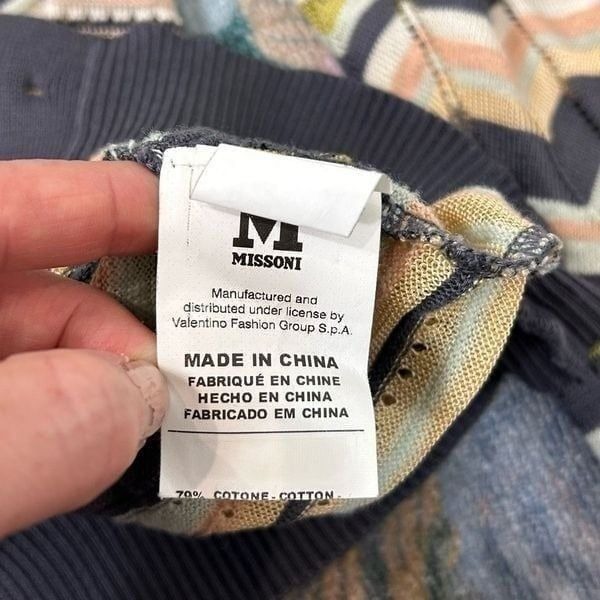 M
MISSONI
Manufactured and
distributed under license by
Valentino Fashion Group S.p.A.
MADE IN CHINA
FABRIQUÉ EN CHINE
HECHO EN CHINA
FABRICADO EM CHINA
70% COTONE - COTTON -